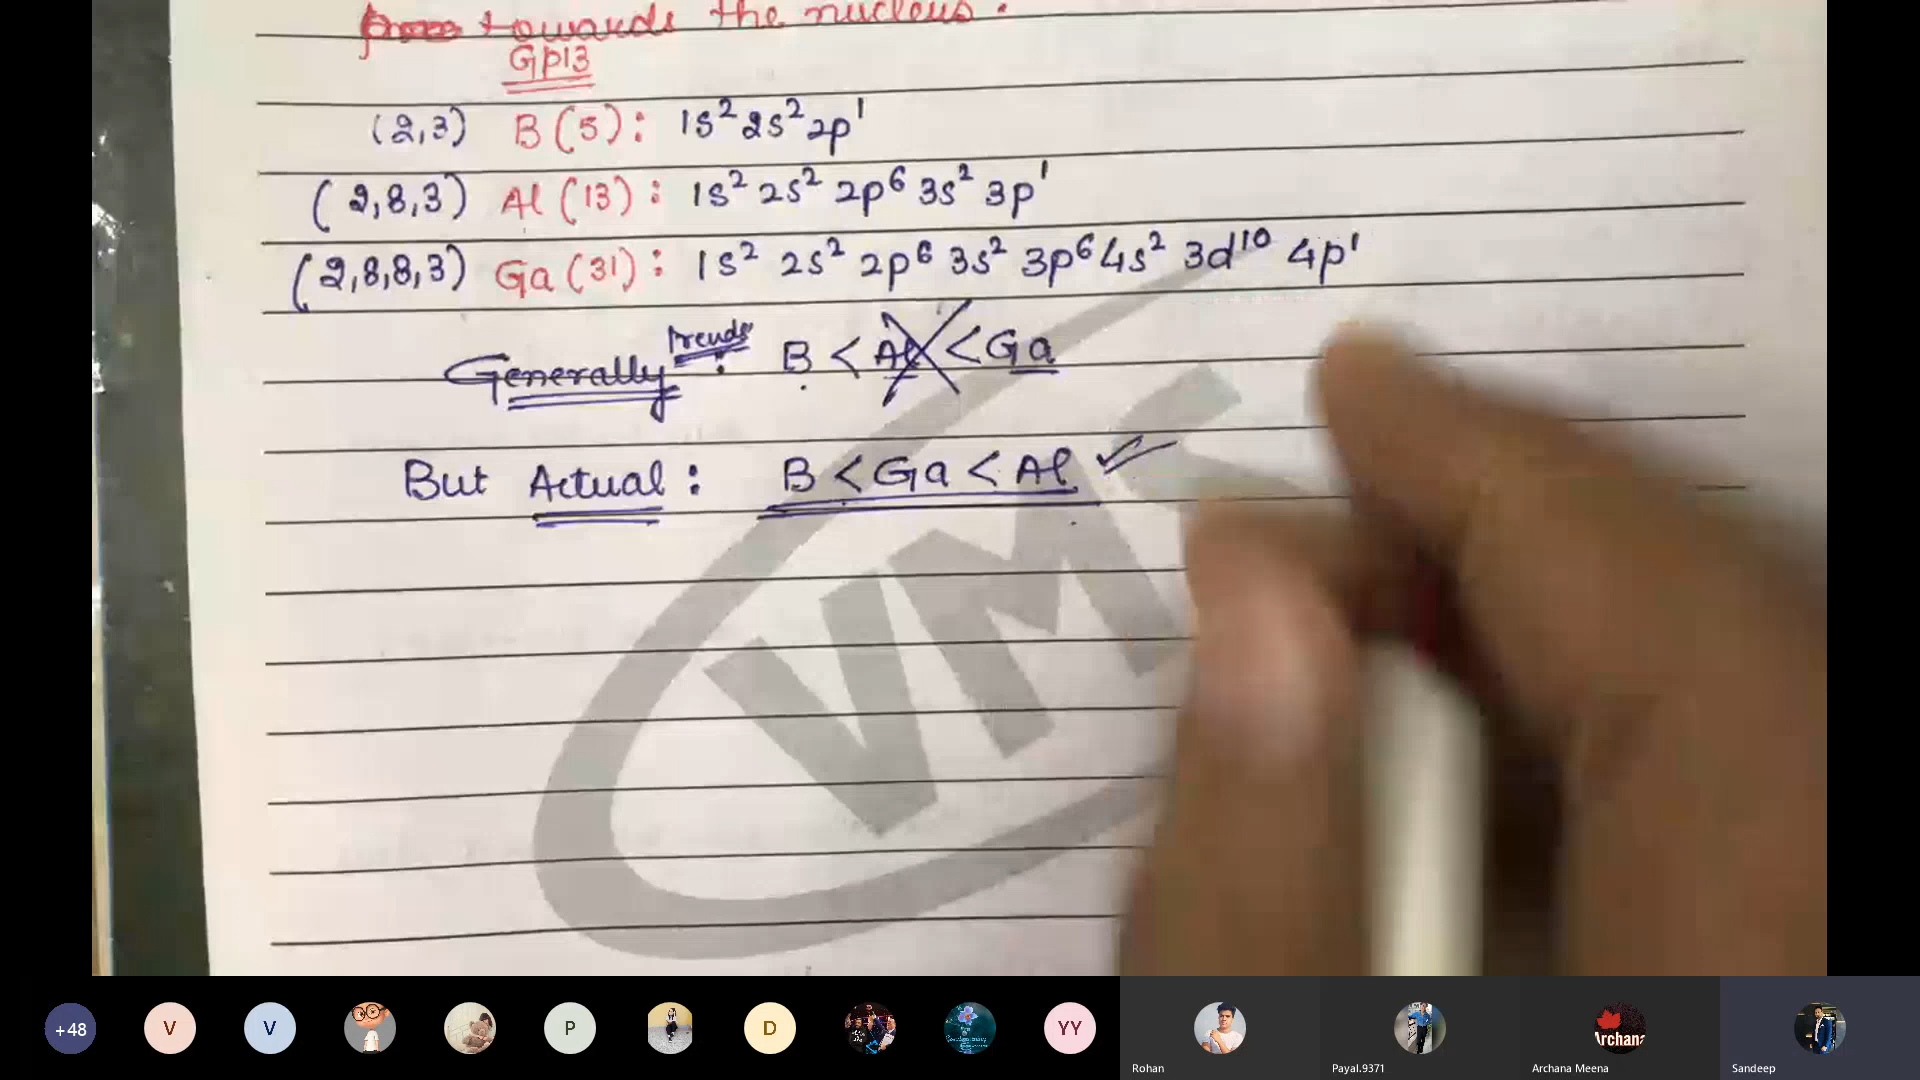 towards the nucleus.
Gp13
(2,3) B(5): 1s² 2s² 2p¹
(2,8,3) Al(13): 1s² 2s² 2p⁶ 3s² 3p¹
(2,8,8,3) Ga(31): 1s² 2s² 2p⁶ 3s² 3p⁶ 4s² 3d¹⁰ 4p¹
Generally trends : B < Al < Ga
But Actual : B < Ga < Al ✓
VM
+48 V V P D YY
Rohan Payal.9371 Archana Meena Sandeep